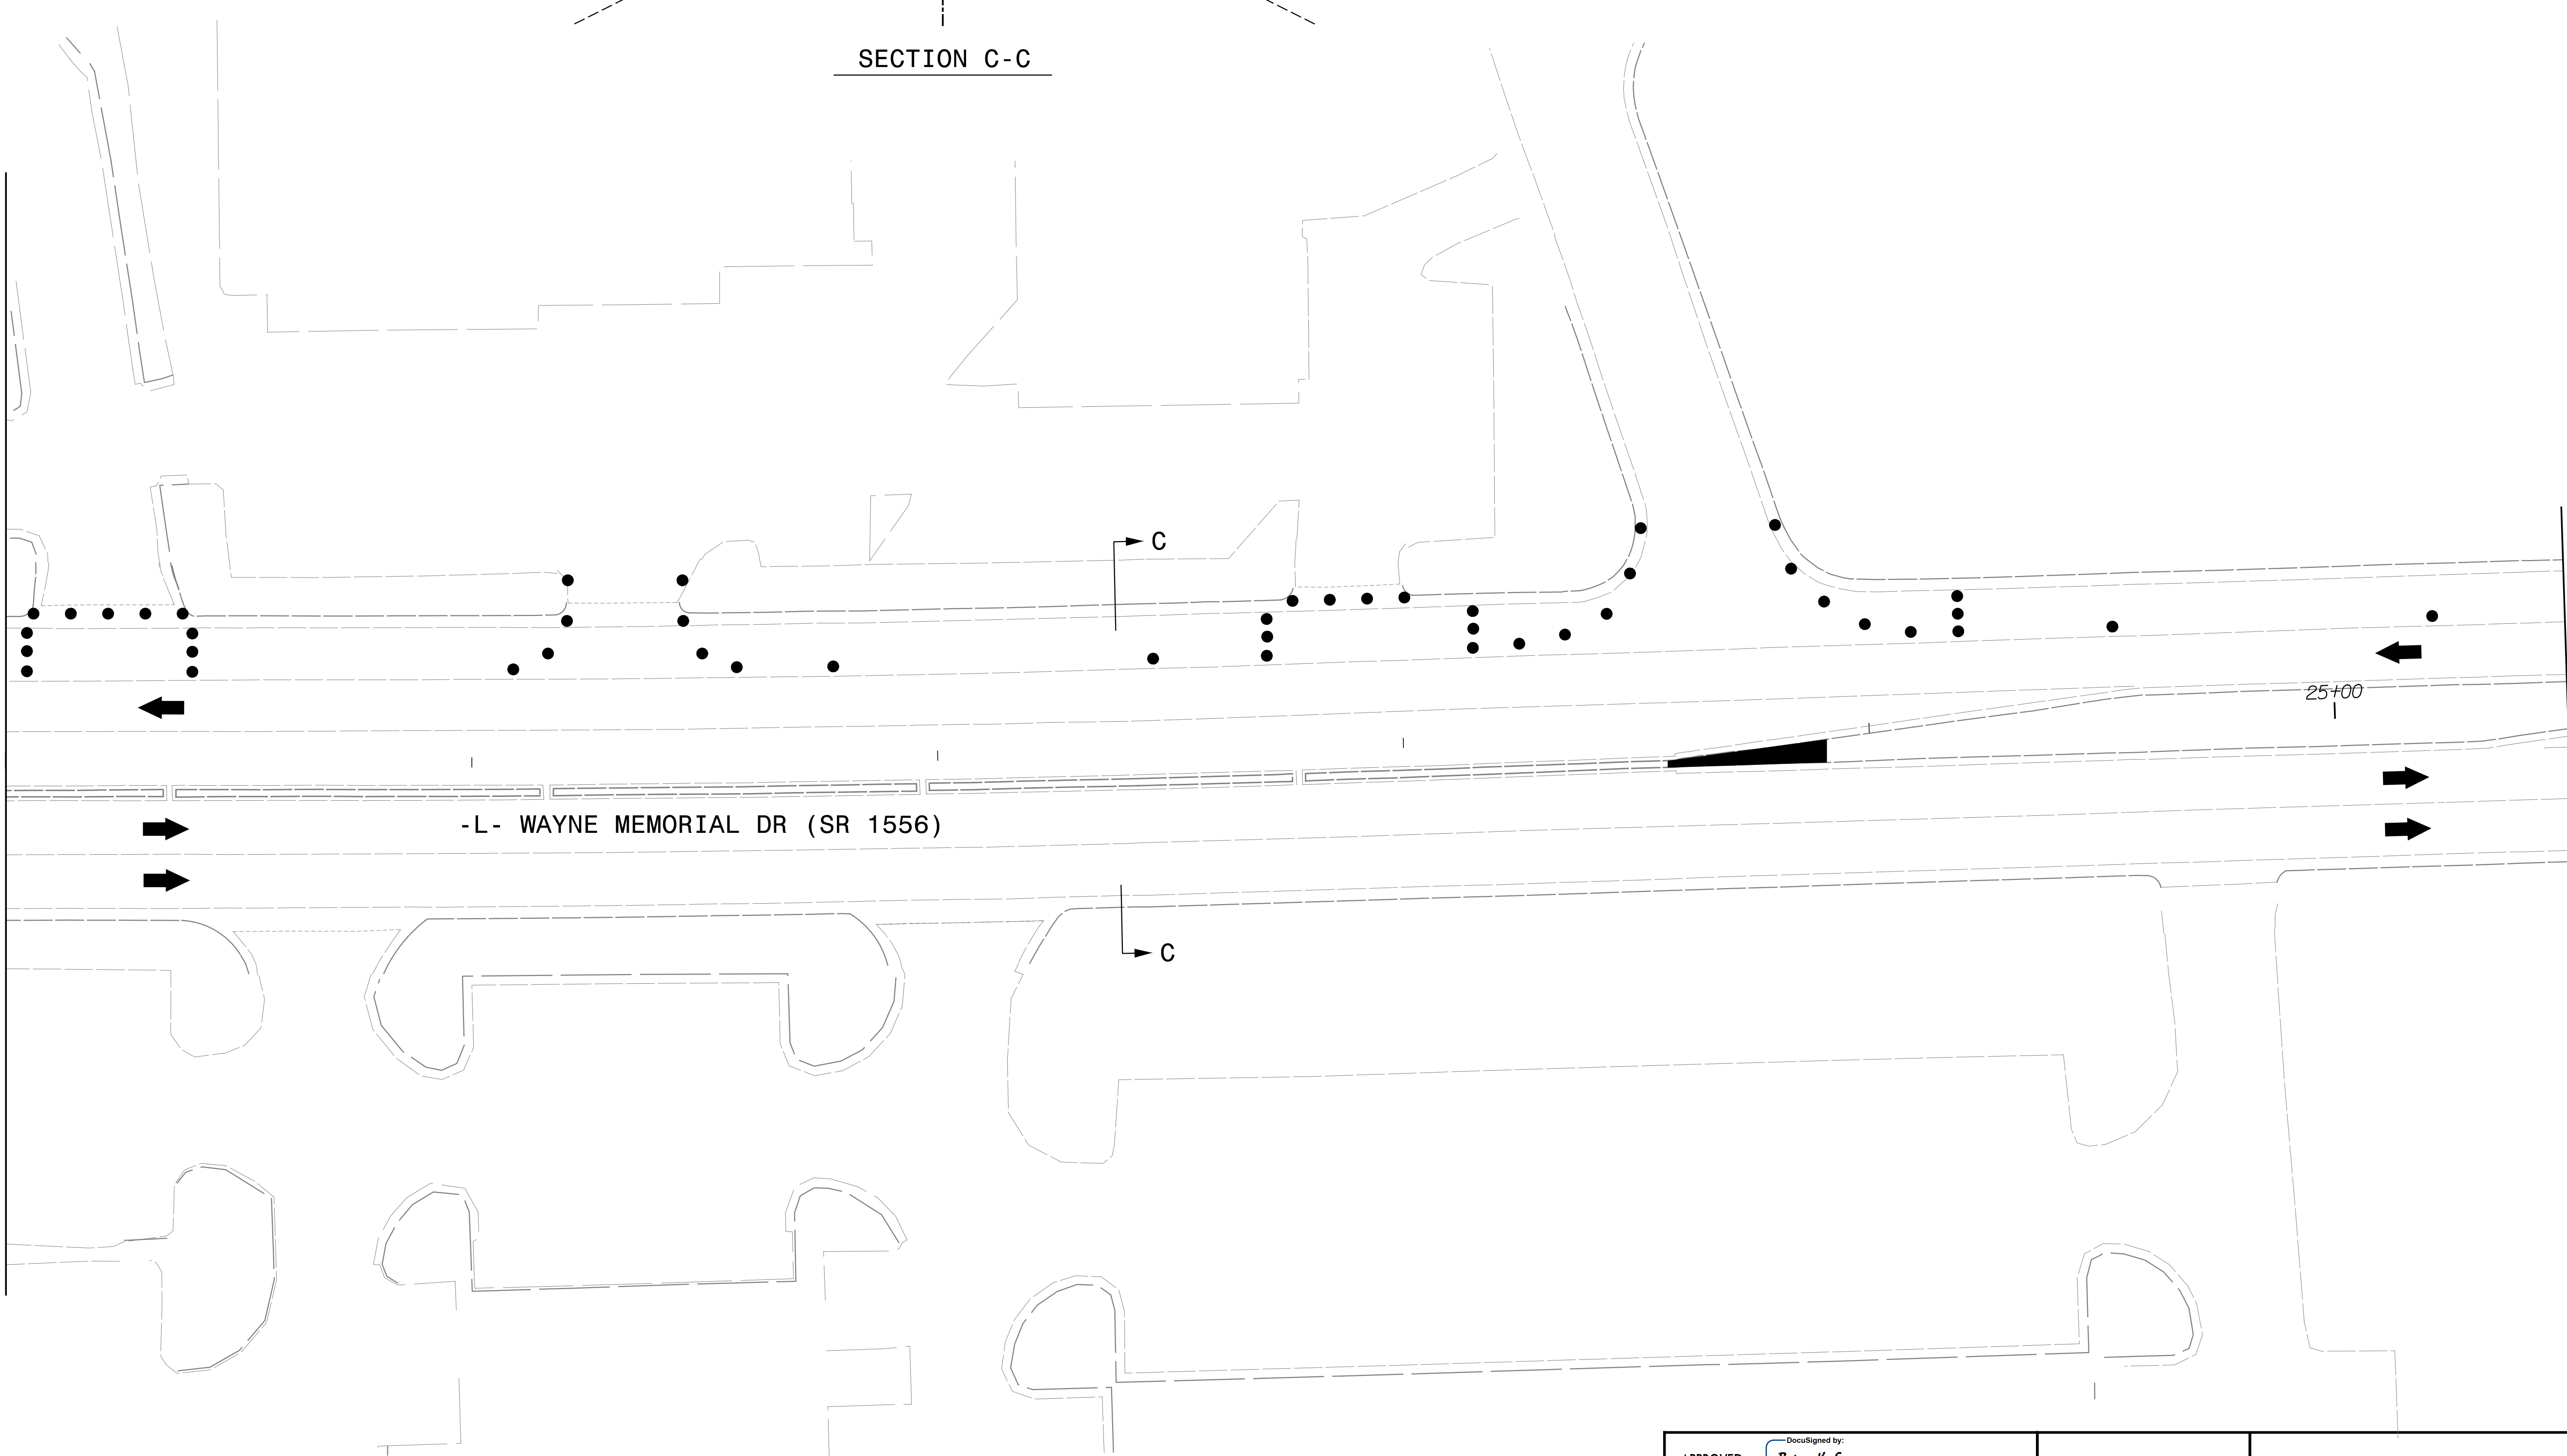 SECTION C-C
C
25+00
-L- WAYNE MEMORIAL DR (SR 1556)
C
DocuSigned by: